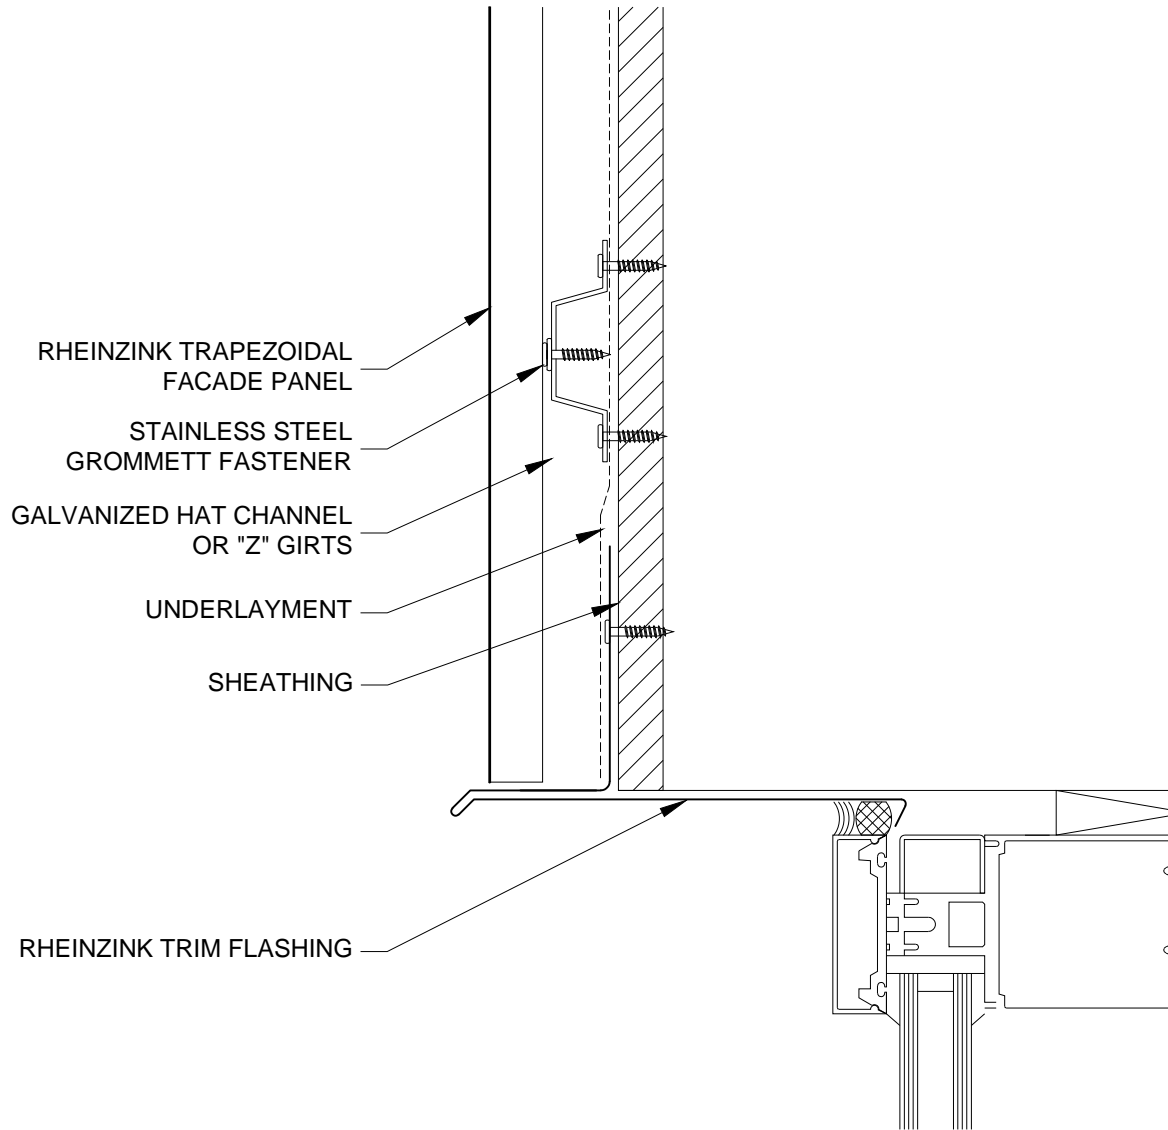 RHEINZINK TRAPEZOIDAL
FACADE PANEL
STAINLESS STEEL
GROMMETT FASTENER
GALVANIZED HAT CHANNEL
OR "Z" GIRTS
UNDERLAYMENT
SHEATHING
RHEINZINK TRIM FLASHING